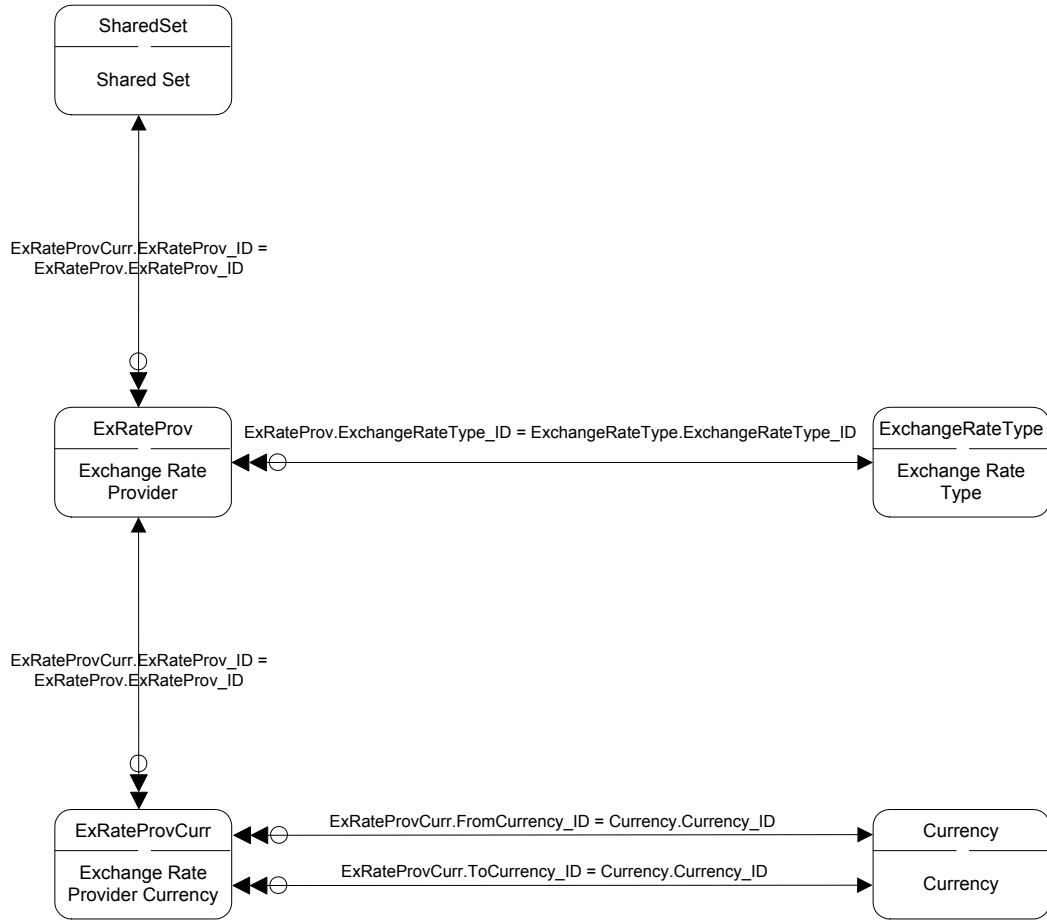 SharedSet
Shared Set
ExRateProvCurr.ExRateProv_ID =
ExRateProv.ExRateProv_ID
ExRateProv
Exchange Rate
Provider
ExRateProv.ExchangeRateType_ID = ExchangeRateType.ExchangeRateType_ID
ExchangeRateType
Exchange Rate
Type
ExRateProvCurr.ExRateProv_ID =
ExRateProv.ExRateProv_ID
ExRateProvCurr
Exchange Rate
Provider Currency
ExRateProvCurr.FromCurrency_ID = Currency.Currency_ID
ExRateProvCurr.ToCurrency_ID = Currency.Currency_ID
Currency
Currency